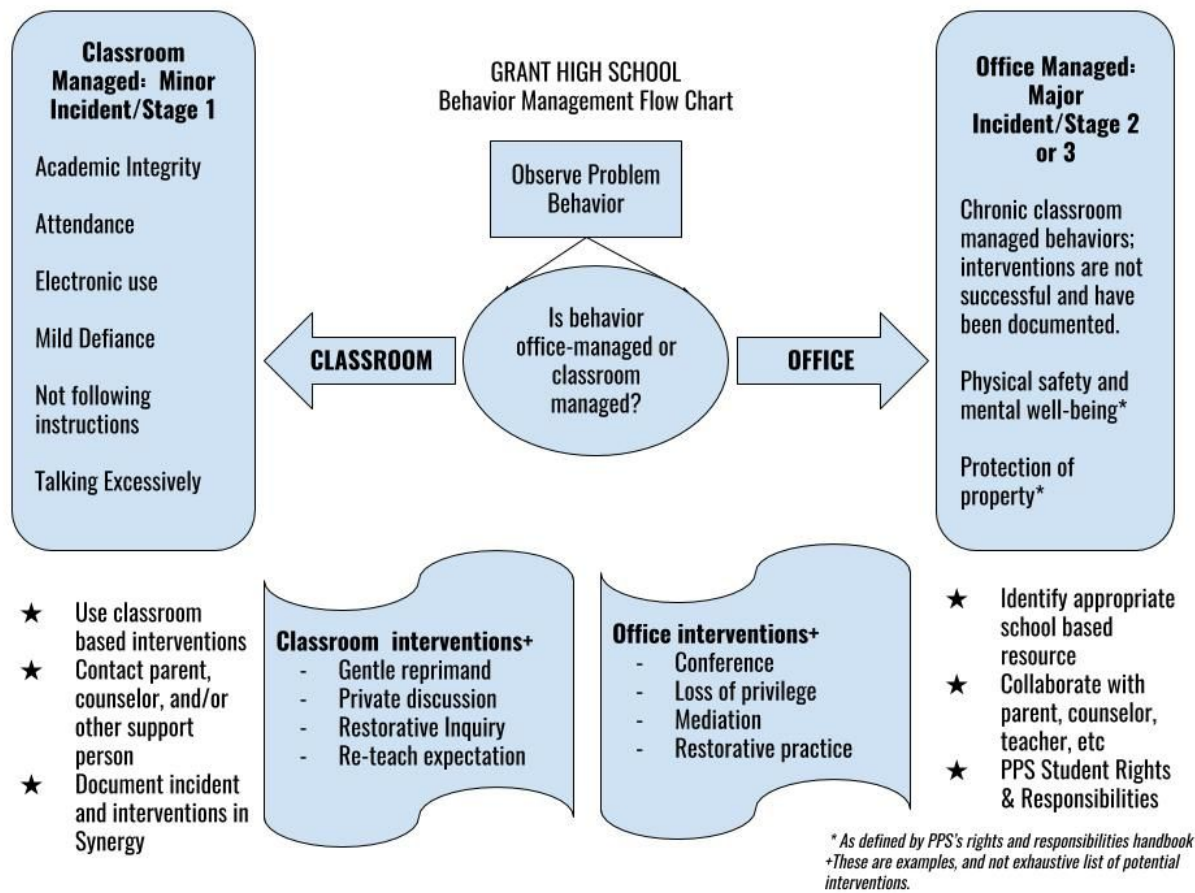 Classroom
Managed: Minor
Incident/Stage 1
Academic Integrity
Attendance
Electronic use
Mild Defiance
Not following
instructions
Talking Excessively
GRANT HIGH SCHOOL
Behavior Management Flow Chart
Observe Problem
Behavior
Is behavior
office-managed or
classroom
managed?
CLASSROOM
OFFICE
Office Managed:
Major
Incident/Stage 2
or 3
Chronic classroom
managed behaviors;
interventions are not
successful and have
been documented.
Physical safety and
mental well-being*
Protection of
property*
★ Use classroom
based interventions
★ Contact parent,
counselor, and/or
other support
person
★ Document incident
and interventions in
Synergy
Classroom interventions+
- Gentle reprimand
- Private discussion
- Restorative Inquiry
- Re-teach expectation
Office interventions+
- Conference
- Loss of privilege
- Mediation
- Restorative practice
★ Identify appropriate
school based
resource
★ Collaborate with
parent, counselor,
teacher, etc
★ PPS Student Rights
& Responsibilities
* As defined by PPS's rights and responsibilities handbook
+These are examples, and not exhaustive list of potential
interventions.